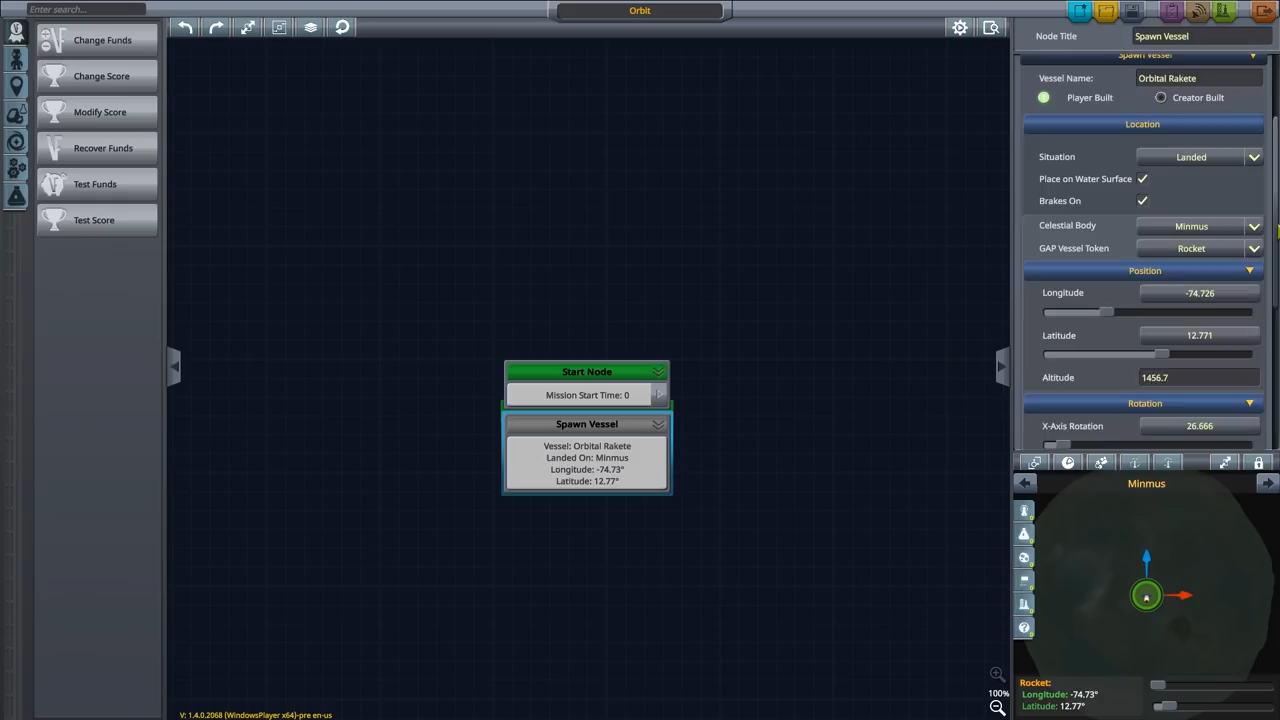 Enter search...
Orbit
Change Funds
Change Score
Modify Score
Recover Funds
Test Funds
Test Score
Start Node
Mission Start Time: 0
Spawn Vessel
Vessel: Orbital Rakete
Landed On: Minmus
Longitude: -74.73°
Latitude: 12.77°
100%
V: 1.4.0.2068 (WindowsPlayer x64)-pre en-us
Node Title Spawn Vessel
Spawn Vessel
Vessel Name: Orbital Rakete
Player Built Creator Built
Location
Situation Landed
Place on Water Surface
Brakes On
Celestial Body Minmus
GAP Vessel Token Rocket
Position
Longitude -74.726
Latitude 12.771
Altitude 1456.7
Rotation
X-Axis Rotation 26.666
Minmus
Rocket:
Longitude: -74.73°
Latitude: 12.77°